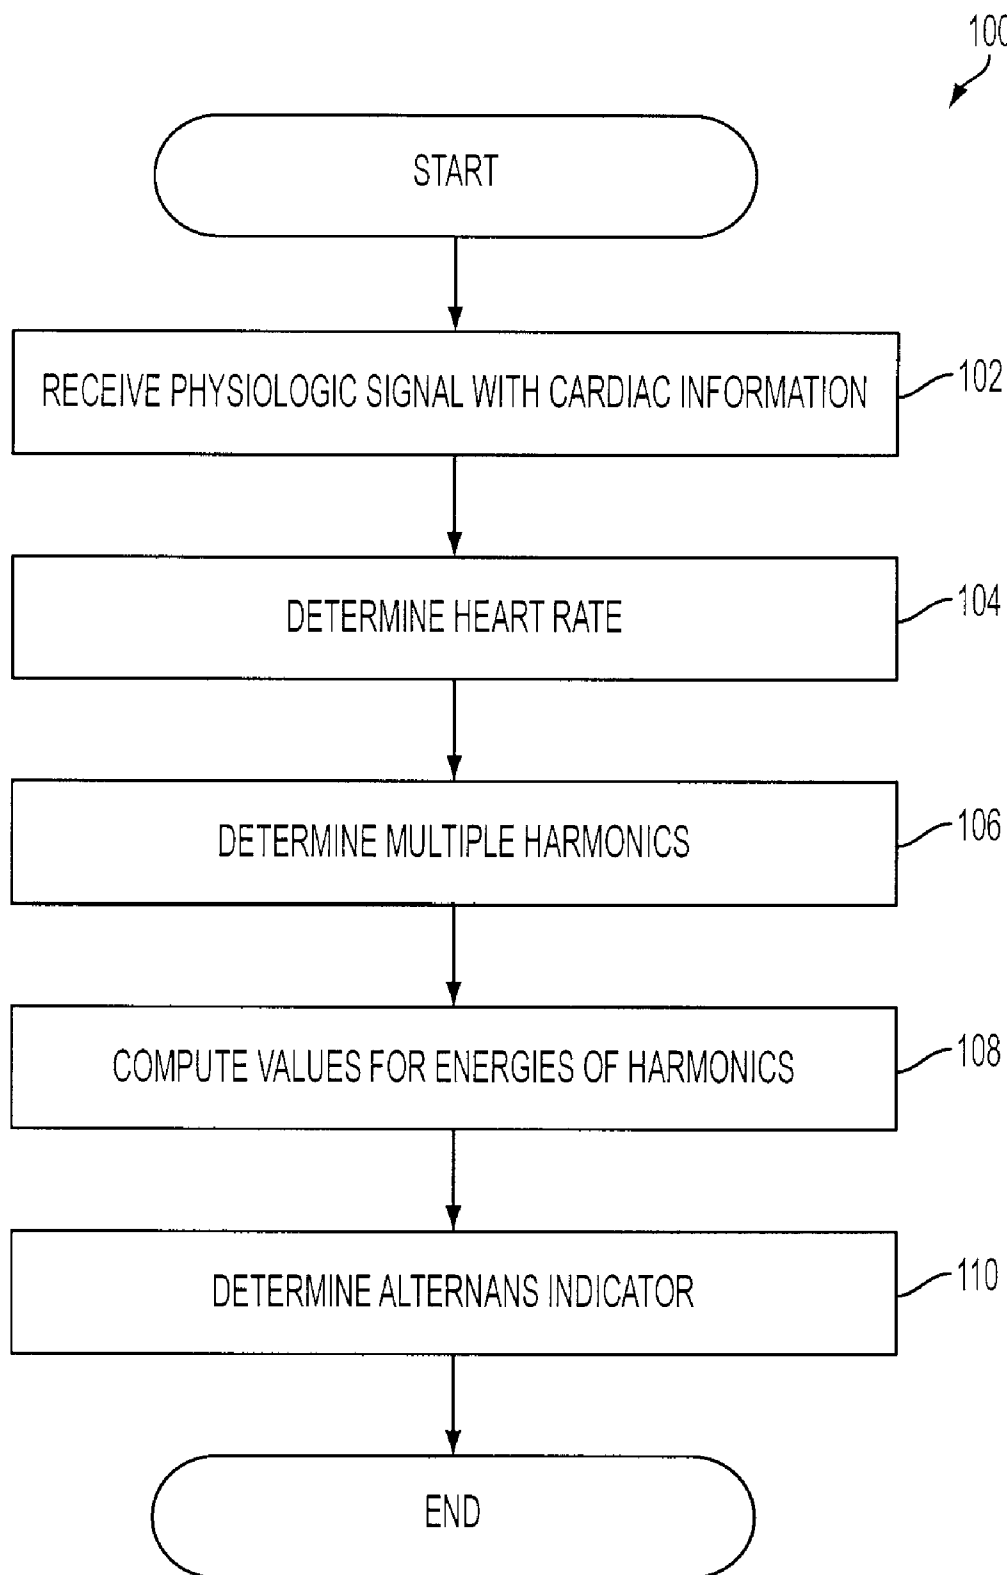 100
START
RECEIVE PHYSIOLOGIC SIGNAL WITH CARDIAC INFORMATION
102
DETERMINE HEART RATE
104
DETERMINE MULTIPLE HARMONICS
106
COMPUTE VALUES FOR ENERGIES OF HARMONICS
108
DETERMINE ALTERNANS INDICATOR
110
END